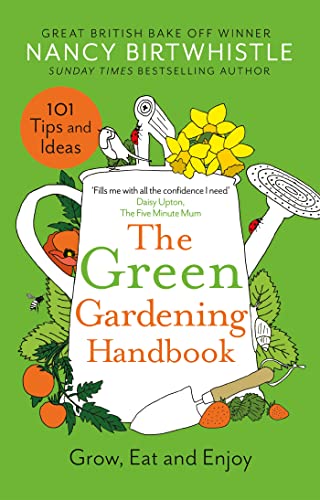 GREAT BRITISH BAKE OFF WINNER
NANCY BIRTWHISTLE
SUNDAY TIMES BESTSELLING AUTHOR
101
Tips and
Ideas
'Fills me with all the confidence I need'
Daisy Upton,
The Five Minute Mum
The
Green
Gardening
Handbook
Grow, Eat and Enjoy